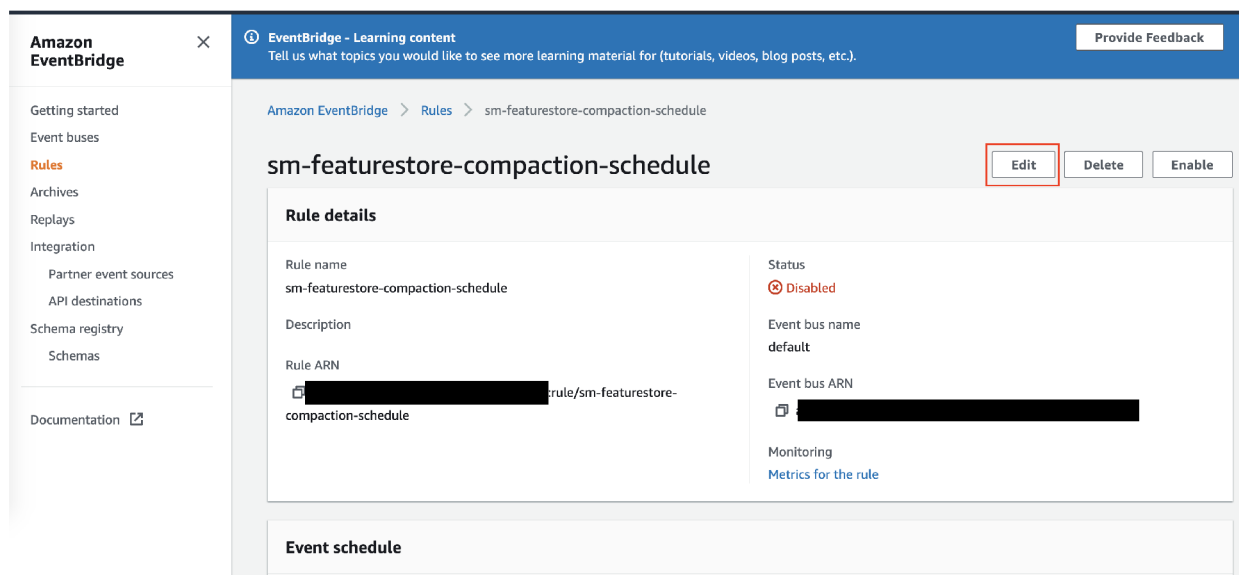 Amazon
EventBridge
EventBridge - Learning content
Tell us what topics you would like to see more learning material for (tutorials, videos, blog posts, etc.).
Provide Feedback
Getting started
Event buses
Rules
Archives
Replays
Integration
Partner event sources
API destinations
Schema registry
Schemas
Documentation
Amazon EventBridge
Rules
sm-featurestore-compaction-schedule
sm-featurestore-compaction-schedule
Edit
Delete
Enable
Rule details
Rule name
sm-featurestore-compaction-schedule
Description
Rule ARN
:rule/sm-featurestore-
compaction-schedule
Status
Disabled
Event bus name
default
Event bus ARN
Monitoring
Metrics for the rule
Event schedule